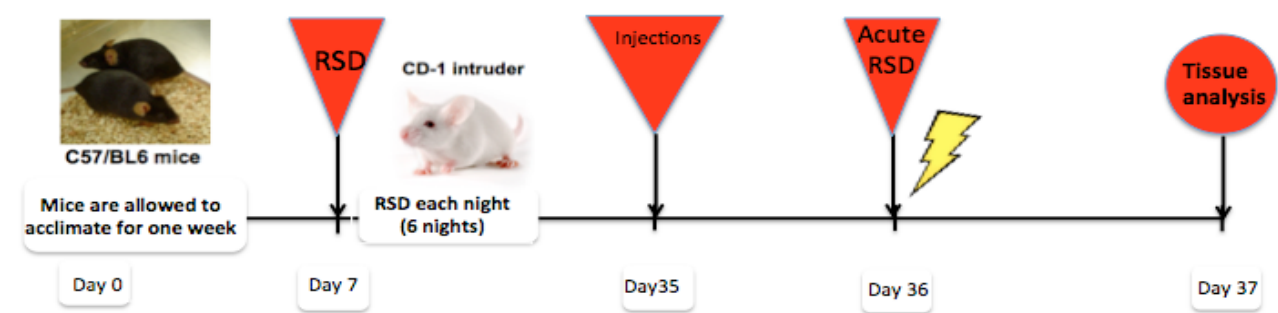 C57/BL6 mice
Mice are allowed to
acclimate for one week
RSD
CD-1 intruder
RSD each night
(6 nights)
Injections
Acute
RSD
Tissue
analysis
Day 0
Day 7
Day35
Day 36
Day 37